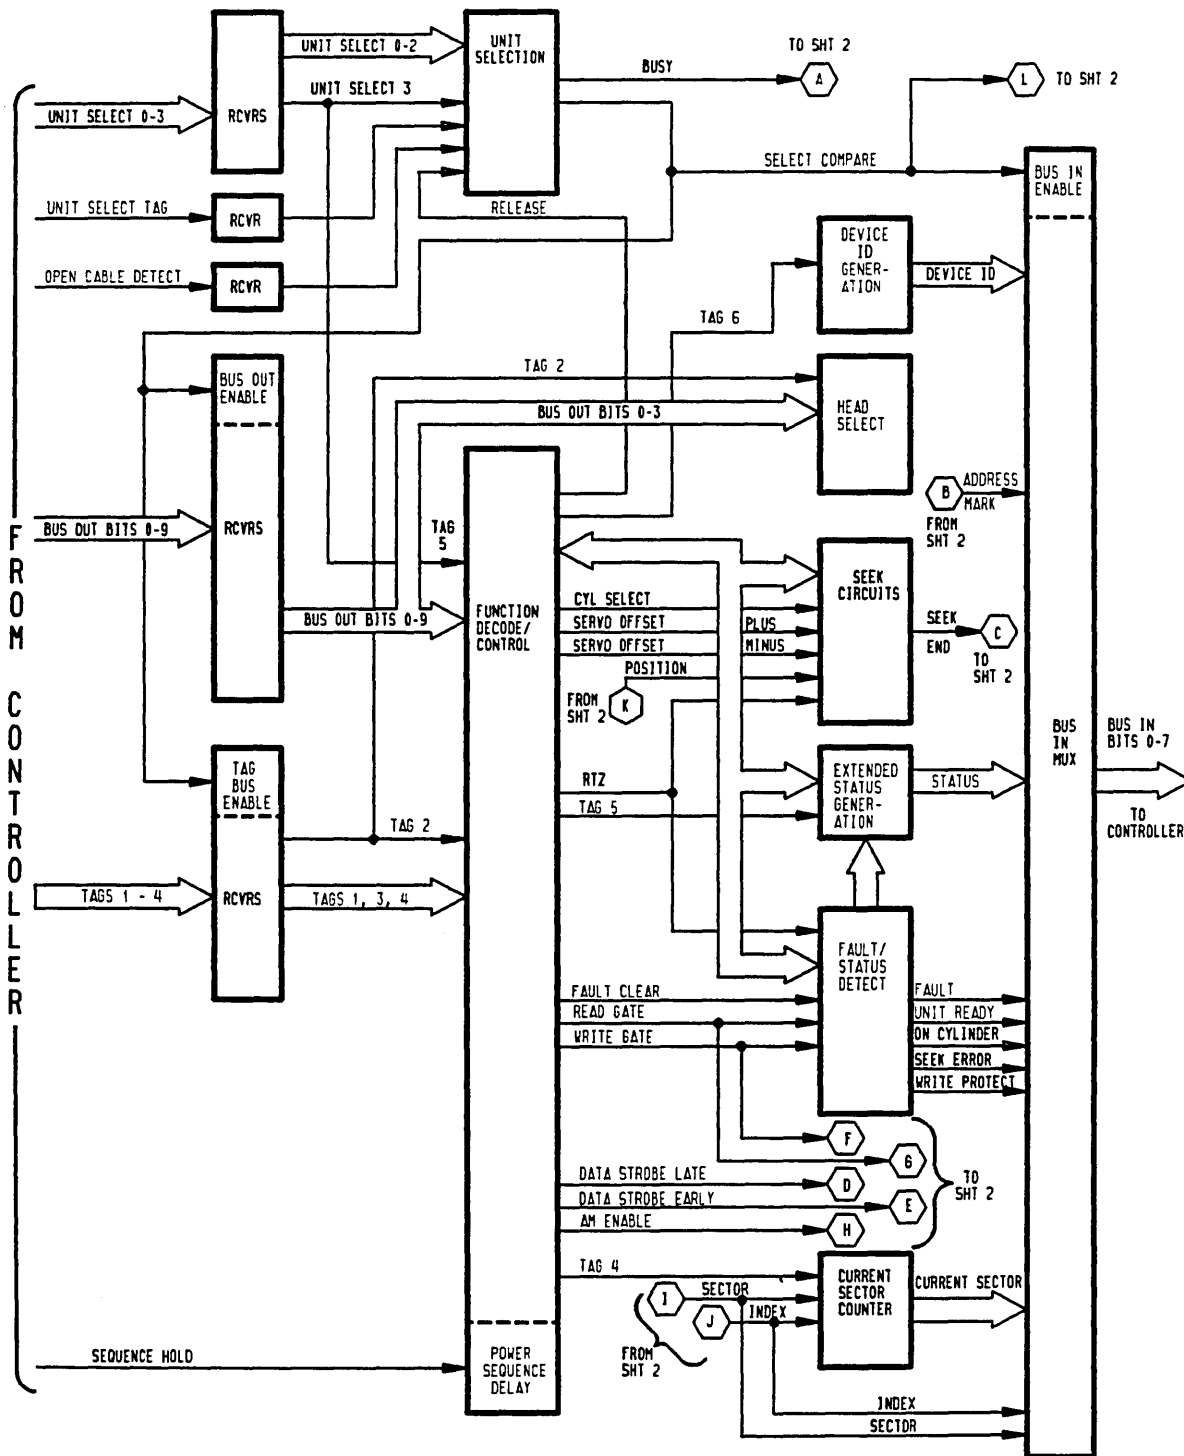 FROM CONTROLLER
UNIT SELECT 0-3
RCVRS
UNIT SELECT 0-2
UNIT SELECT 3
UNIT
SELECTION
BUSY
TO SHT 2
A
L TO SHT 2
SELECT COMPARE
BUS IN
ENABLE
UNIT SELECT TAG
RCVR
RELEASE
OPEN CABLE DETECT
RCVR
DEVICE
ID
GENER-
ATION
DEVICE ID
TAG 6
BUS OUT
ENABLE
TAG 2
BUS OUT BITS 0-3
HEAD
SELECT
B
ADDRESS
MARK
FROM
SHT 2
BUS OUT BITS 0-9
RCVRS
TAG
5
BUS OUT BITS 0-9
FUNCTION
DECODE/
CONTROL
CYL SELECT
SERVO OFFSET PLUS
SERVO OFFSET MINUS
POSITION
FROM
SHT 2
K
SEEK
CIRCUITS
SEEK
END
C
TO
SHT 2
TAG
BUS
ENABLE
RTZ
TAG 5
EXTENDED
STATUS
GENER-
ATION
STATUS
BUS
IN
MUX
BUS IN
BITS 0-7
TO
CONTROLLER
TAG 2
TAGS 1 - 4
RCVRS
TAGS 1, 3, 4
FAULT/
STATUS
DETECT
FAULT CLEAR
READ GATE
WRITE GATE
FAULT
UNIT READY
ON CYLINDER
SEEK ERROR
WRITE PROTECT
F
G
DATA STROBE LATE
D
DATA STROBE EARLY
E
AM ENABLE
H
TO
SHT 2
TAG 4
I
SECTOR
J
INDEX
FROM
SHT 2
CURRENT
SECTOR
COUNTER
CURRENT SECTOR
SEQUENCE HOLD
POWER
SEQUENCE
DELAY
INDEX
SECTOR